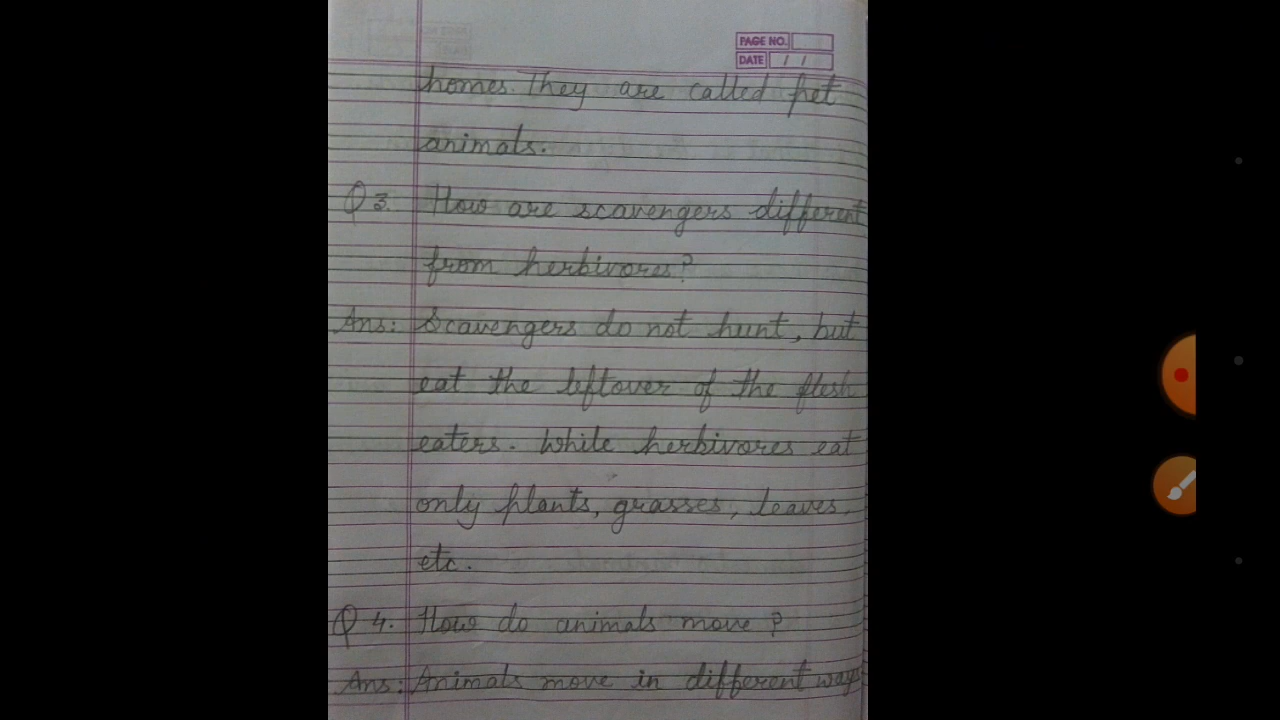 PAGE NO.
DATE / /
homes. They are called pet
animals.
Q 3. How are scavengers different
from herbivores?
Ans: Scavengers do not hunt, but
eat the leftover of the flesh
eaters. While herbivores eat
only plants, grasses, leaves,
etc.
Q 4. How do animals move?
Ans: Animals move in different ways